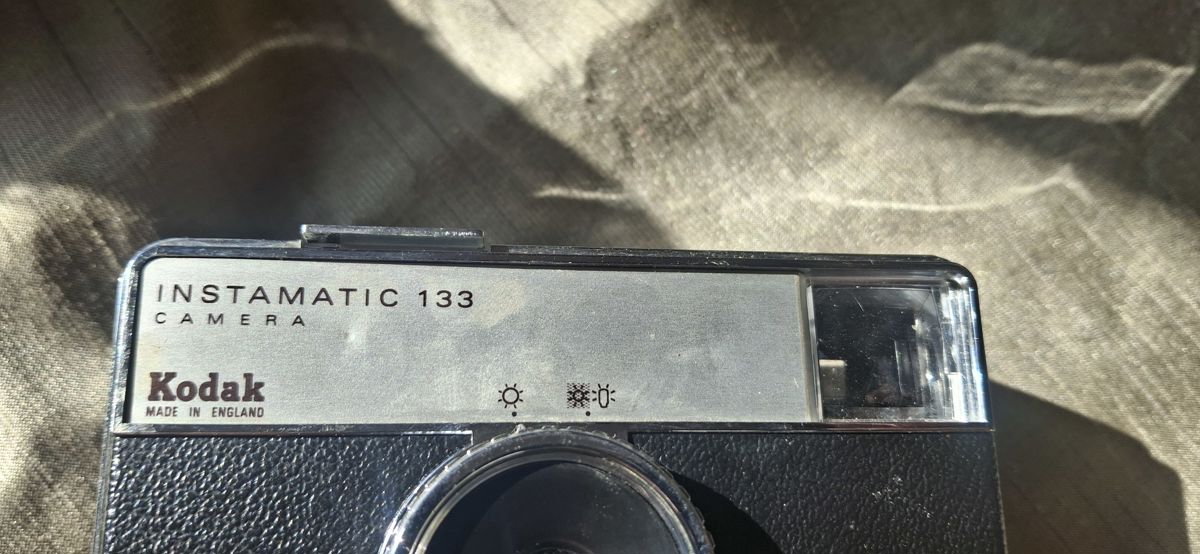 INSTAMATIC 133
CAMERA
Kodak
MADE IN ENGLAND